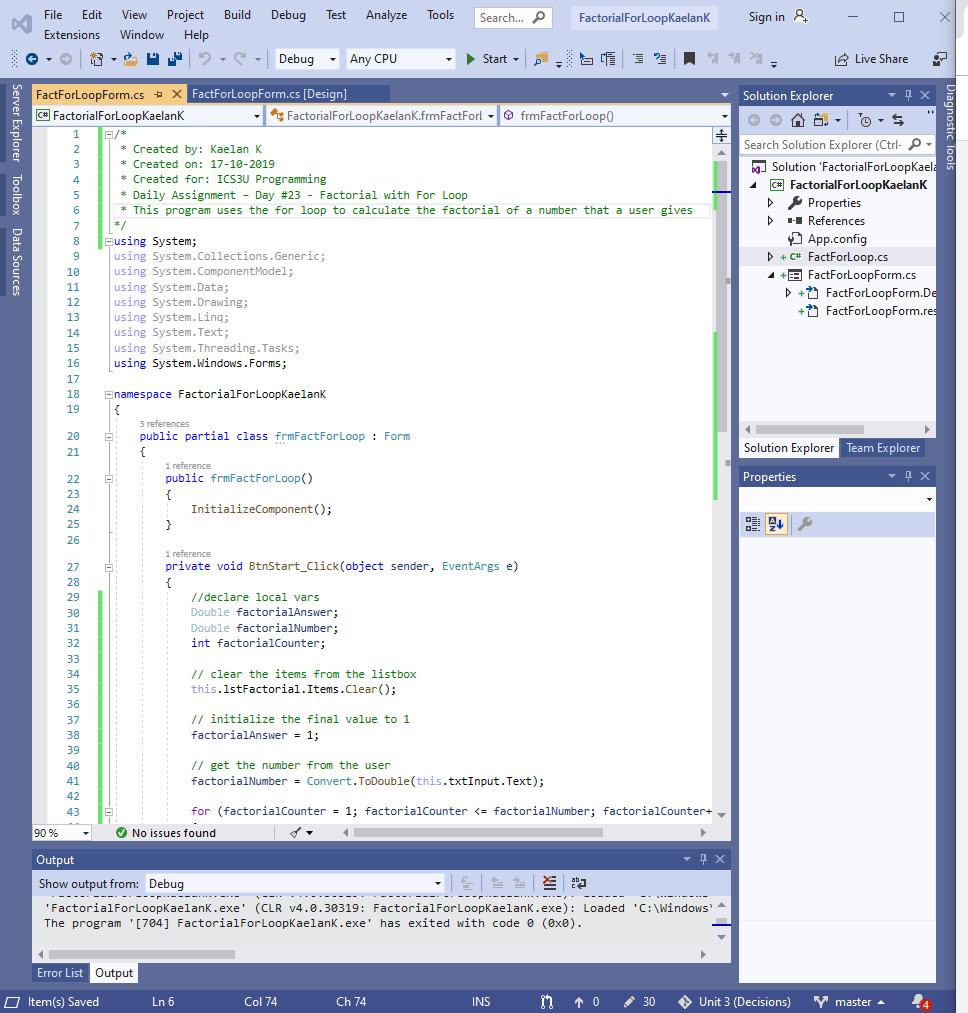 File Edit View Project Build Debug Test Analyze Tools Search... FactorialForLoopKaelanK Sign in
Extensions Window Help
Debug Any CPU Start Live Share
Server Explorer
Toolbox
Data Sources
FactForLoopForm.cs FactForLoopForm.cs [Design]
C# FactorialForLoopKaelanK FactorialForLoopKaelanK.frmFactForl frmFactForLoop()
1 /*
2 * Created by: Kaelan K
3 * Created on: 17-10-2019
4 * Created for: ICS3U Programming
5 * Daily Assignment – Day #23 - Factorial with For Loop
6 * This program uses the for loop to calculate the factorial of a number that a user gives
7 */
8 using System;
9 using System.Collections.Generic;
10 using System.ComponentModel;
11 using System.Data;
12 using System.Drawing;
13 using System.Linq;
14 using System.Text;
15 using System.Threading.Tasks;
16 using System.Windows.Forms;
17
18 namespace FactorialForLoopKaelanK
19 {
3 references
20 public partial class frmFactForLoop : Form
21 {
1 reference
22 public frmFactForLoop()
23 {
24 InitializeComponent();
25 }
26
1 reference
27 private void BtnStart_Click(object sender, EventArgs e)
28 {
29 //declare local vars
30 Double factorialAnswer;
31 Double factorialNumber;
32 int factorialCounter;
33
34 // clear the items from the listbox
35 this.lstFactorial.Items.Clear();
36
37 // initialize the final value to 1
38 factorialAnswer = 1;
39
40 // get the number from the user
41 factorialNumber = Convert.ToDouble(this.txtInput.Text);
42
43 for (factorialCounter = 1; factorialCounter <= factorialNumber; factorialCounter+
90 % No issues found
Solution Explorer
Search Solution Explorer (Ctrl-
Solution 'FactorialForLoopKaela
C# FactorialForLoopKaelanK
Properties
References
App.config
C# FactForLoop.cs
FactForLoopForm.cs
FactForLoopForm.De
FactForLoopForm.res
Solution Explorer Team Explorer
Properties
Diagnostic Tools
Output
Show output from: Debug
'FactorialForLoopKaelanK.exe' (CLR v4.0.30319: FactorialForLoopKaelanK.exe): Loaded 'C:\Windows\
The program '[704] FactorialForLoopKaelanK.exe' has exited with code 0 (0x0).
Error List Output
Item(s) Saved Ln 6 Col 74 Ch 74 INS 0 30 Unit 3 (Decisions) master 4